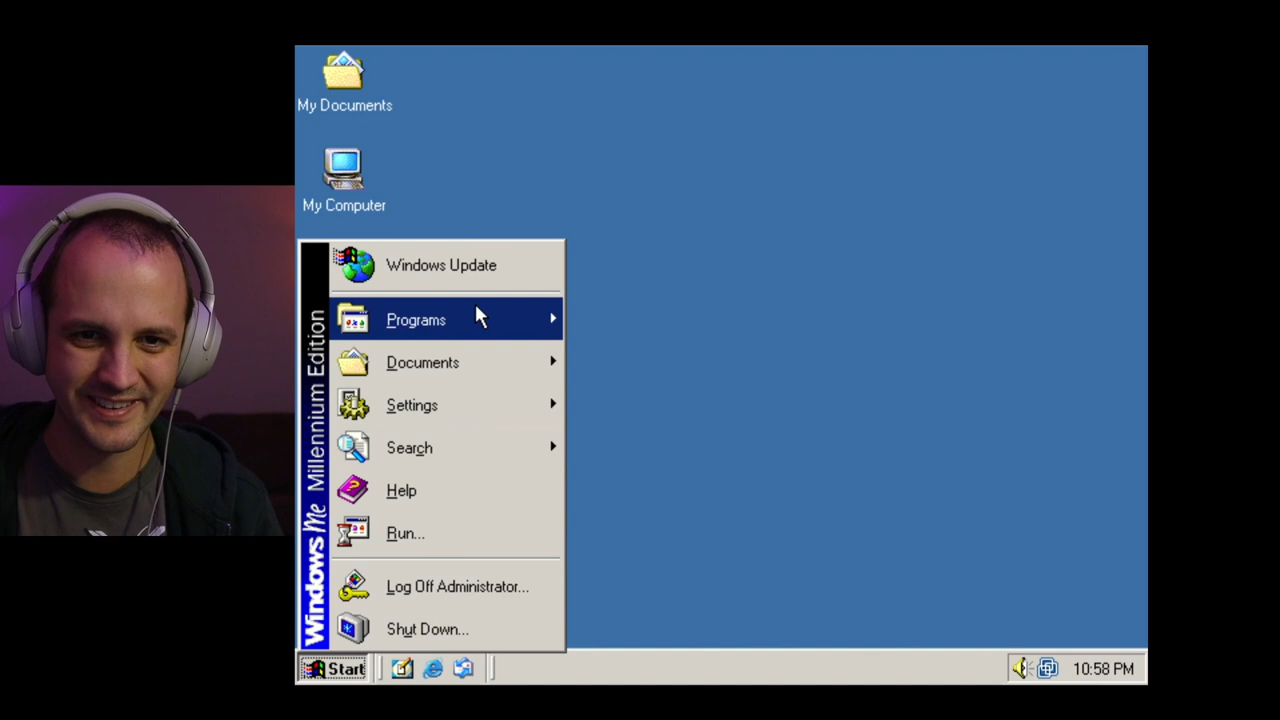 My Documents
My Computer
Windows Update
Programs
Documents
Settings
Search
Help
Run...
Log Off Administrator...
Shut Down...
Windows Me Millennium Edition
Start
10:58 PM